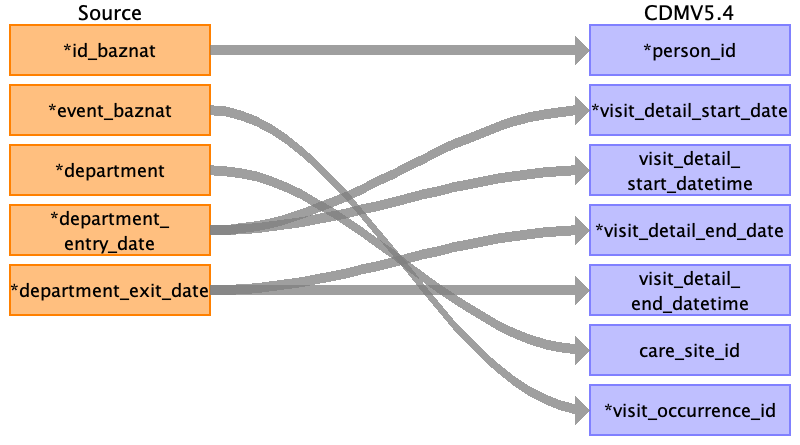 Source
CDMV5.4
*id_baznat
*person_id
*event_baznat
*visit_detail_start_date
*department
visit_detail_
start_datetime
*department_
entry_date
*visit_detail_end_date
*department_exit_date
visit_detail_
end_datetime
care_site_id
*visit_occurrence_id